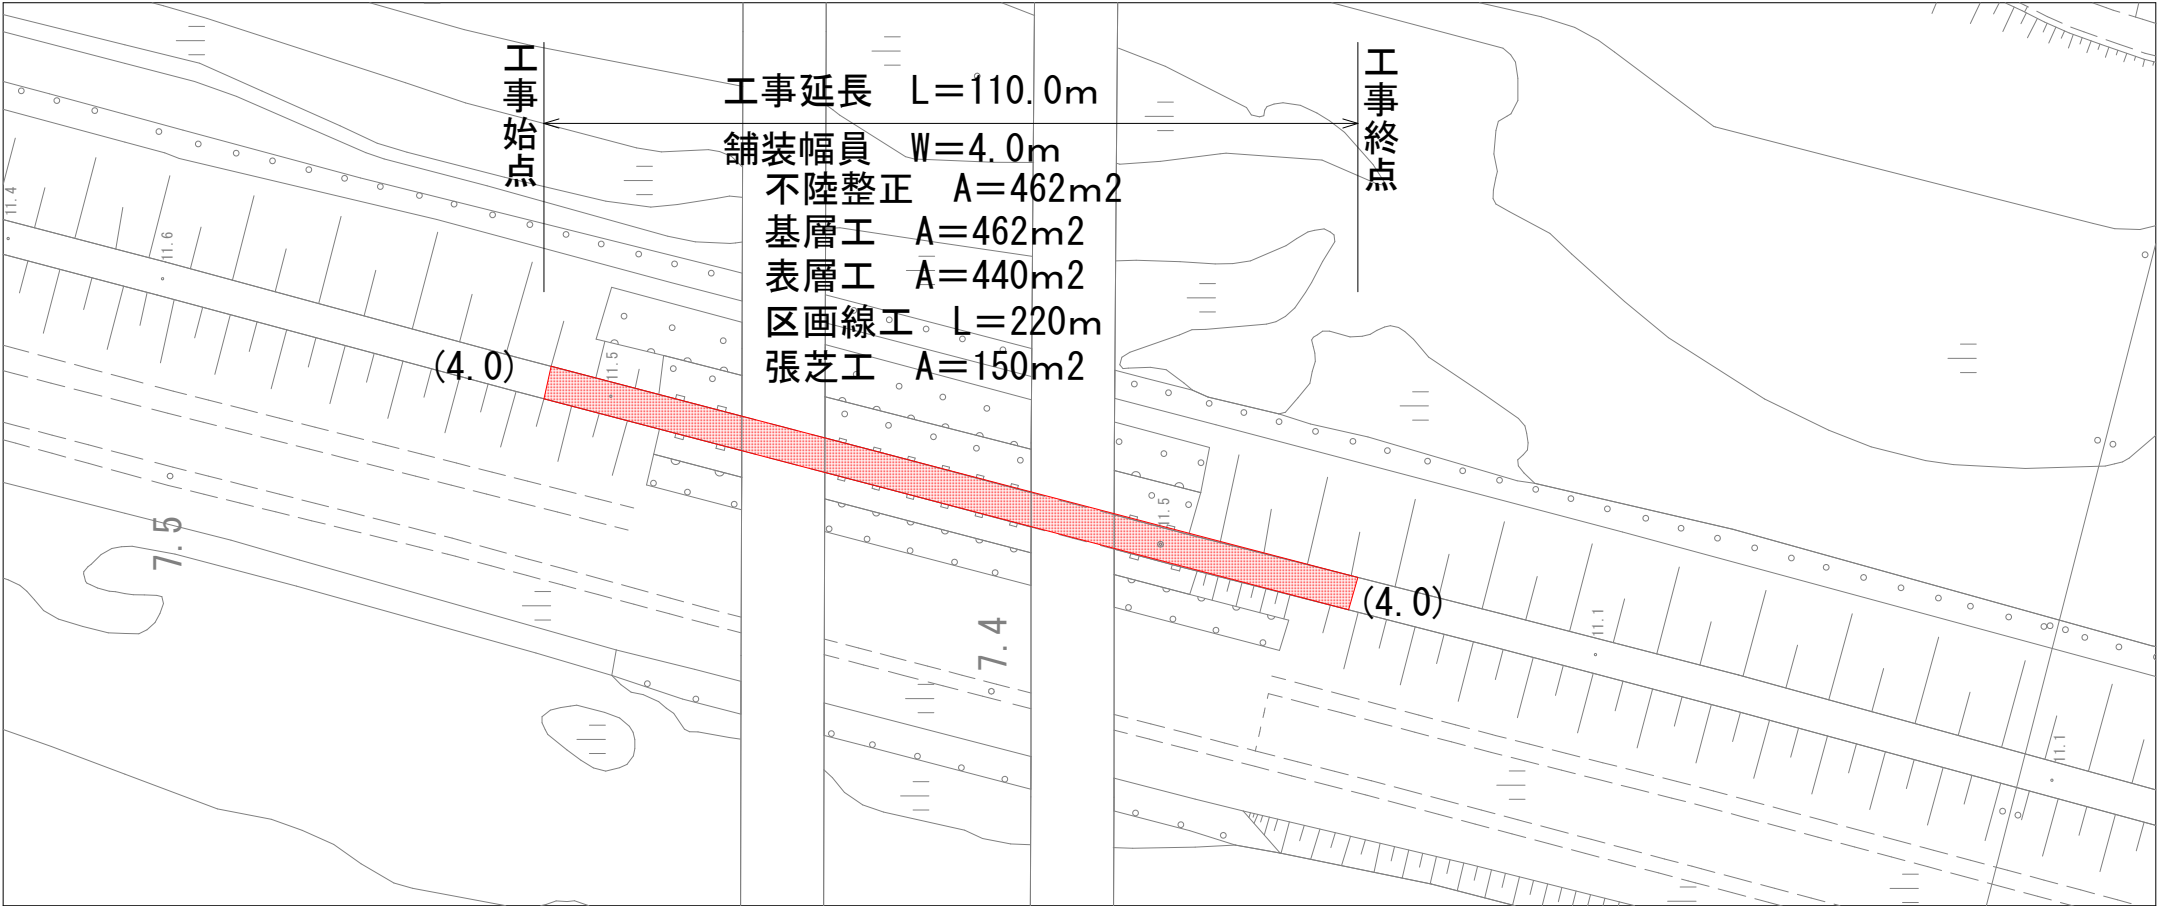 工事始点
工事延長　L＝110.0m
工事終点
舗装幅員　W＝4.0m
不陸整正　A＝462m2
基層工　A＝462m2
表層工　A＝440m2
区画線工　L＝220m
張芝工　A＝150m2
11.4
11.6
(4.0)
11.5
7.5
11.5
(4.0)
7.4
11.1
11.1